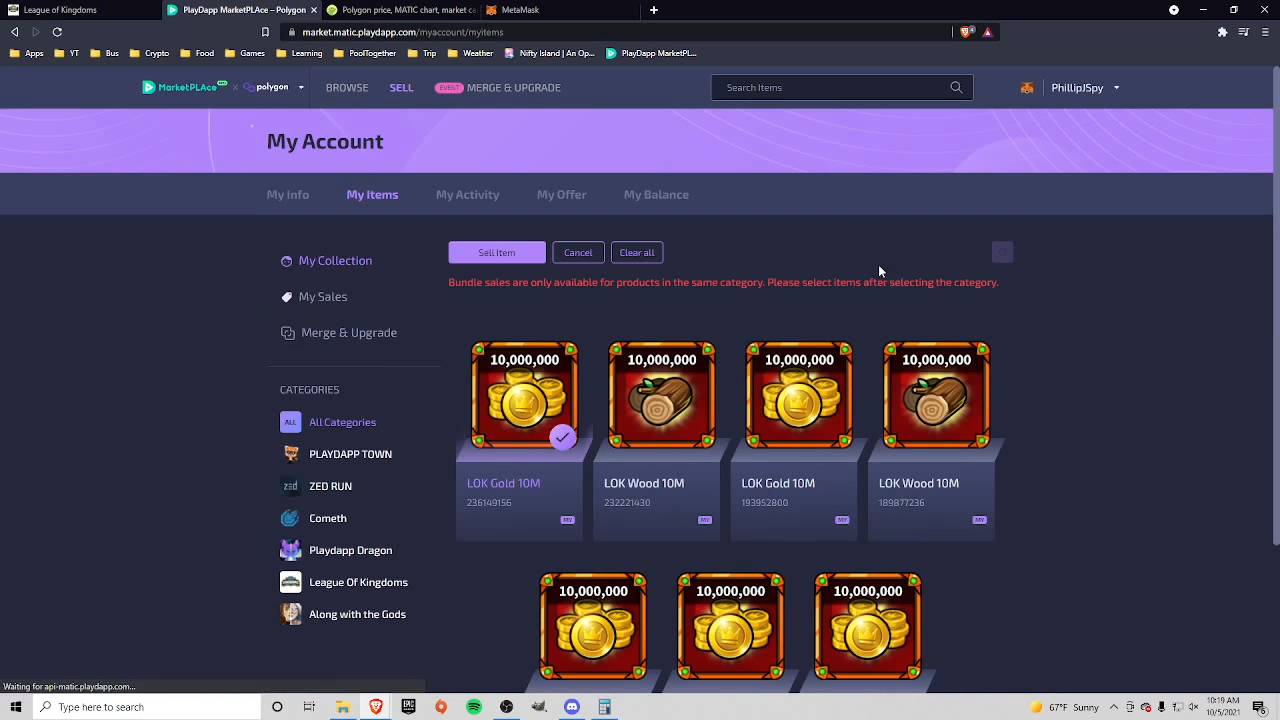 League of Kingdoms
PlayDapp MarketPLAce – Polygon
Polygon price, MATIC chart, market ca
MetaMask
market.matic.playdapp.com/myaccount/myitems
Apps
YT
Bus
Crypto
Food
Games
Learning
PodTogether
trip
Weather
Nifty Island | An Op...
PlayDapp MarketPL...
MarketPLAce
x
polygon
BROWSE
SELL
EVENT
MERGE & UPGRADE
Search Items
PhillipJSpy
My Account
My Info
My Items
My Activity
My Offer
My Balance
My Collection
My Sales
Merge & Upgrade
CATEGORIES
ALL
All Categories
PLAYDAPP TOWN
ZED
ZED RUN
Cometh
Playdapp Dragon
League Of Kingdoms
Along with the Gods
Sell Item
Cancel
Clear all
Bundle sales are only available for products in the same category. Please select items after selecting the category.
10,000,000
10,000,000
10,000,000
10,000,000
LOK Gold 10M
236149156
MY
LOK Wood 10M
232221430
MY
LOK Gold 10M
193952800
MY
LOK Wood 10M
189877236
MY
10,000,000
10,000,000
10,000,000
Waiting for api-matic.playdapp.com...
Type here to search
EPIC
67°F Sunny
10:19 AM
10/5/2021